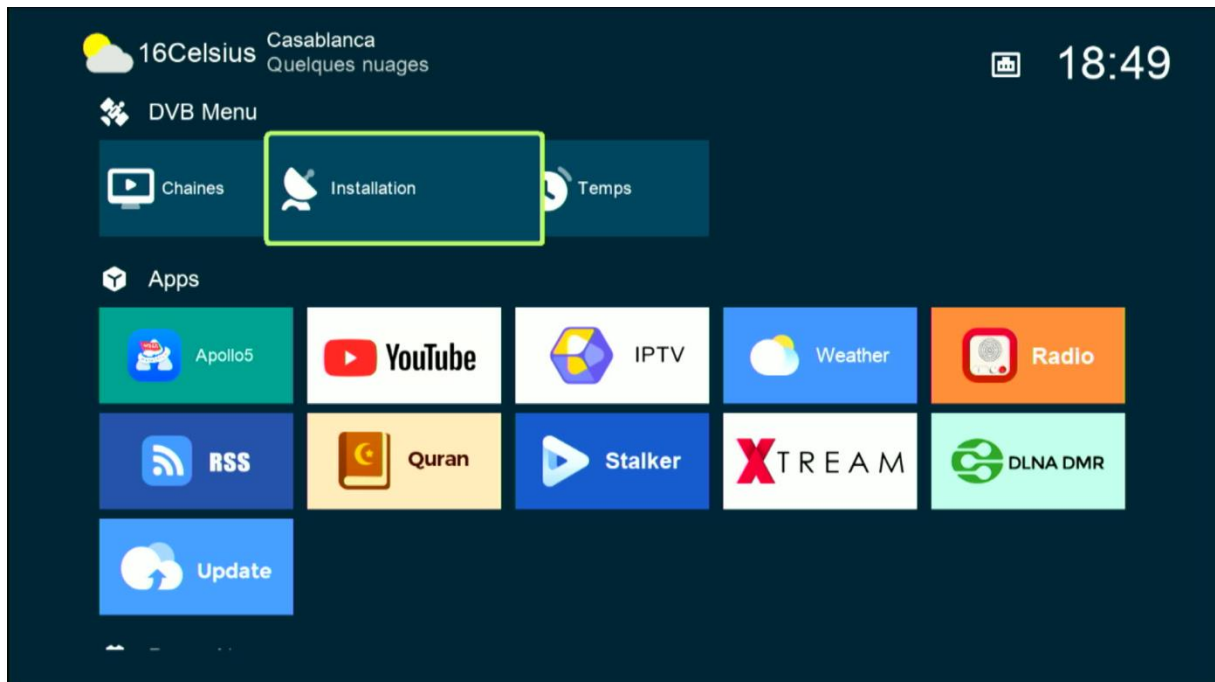 16Celsius
Casablanca
Quelques nuages
18:49
DVB Menu
Chaines
Installation
Temps
Apps
Apollo5
YouTube
IPTV
Weather
Radio
RSS
Quran
Stalker
XTREAM
DLNA DMR
Update